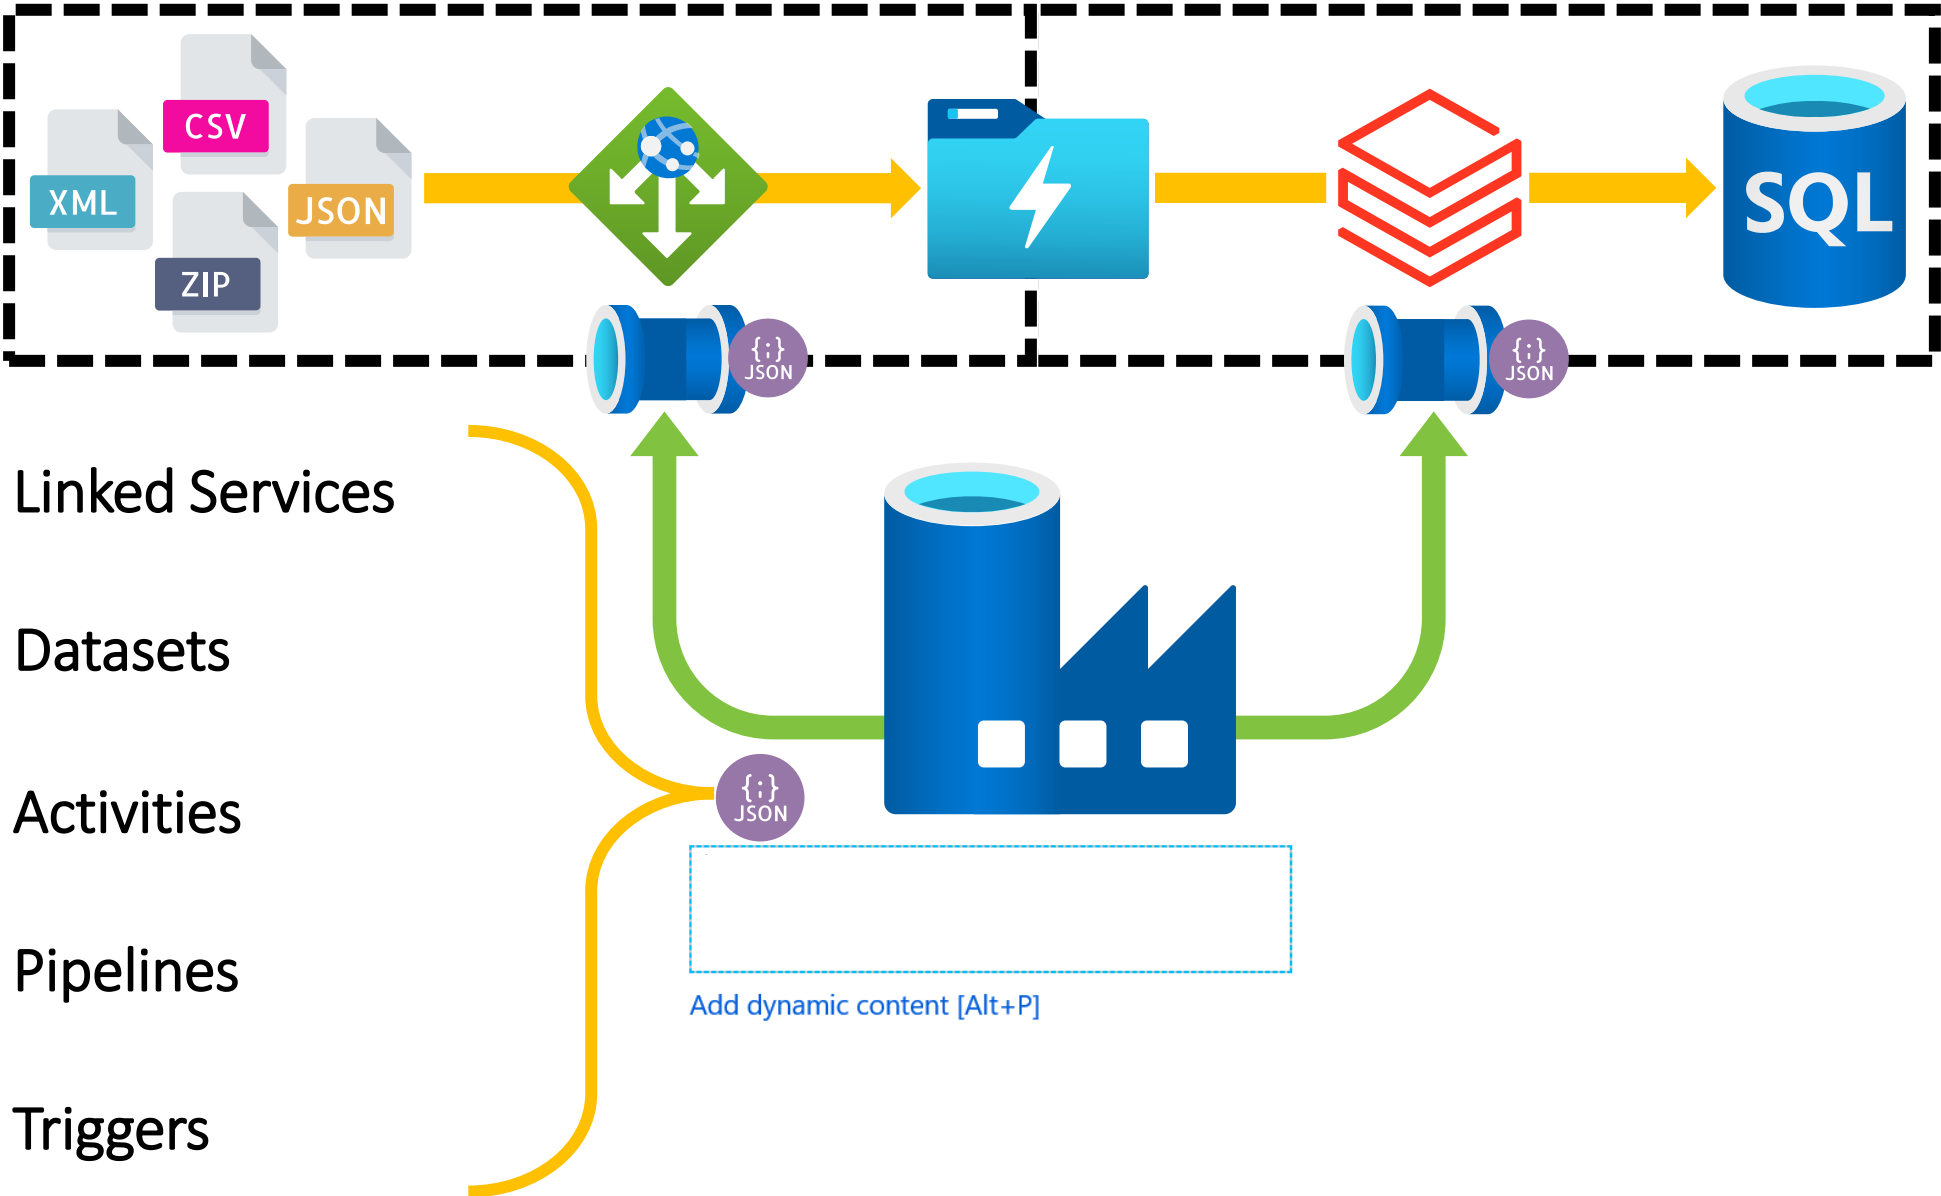 CSV
XML
JSON
ZIP
SQL
{;}
JSON
{;}
JSON
Linked Services
Datasets
Activities
{;}
JSON
Pipelines
Add dynamic content [Alt+P]
Triggers